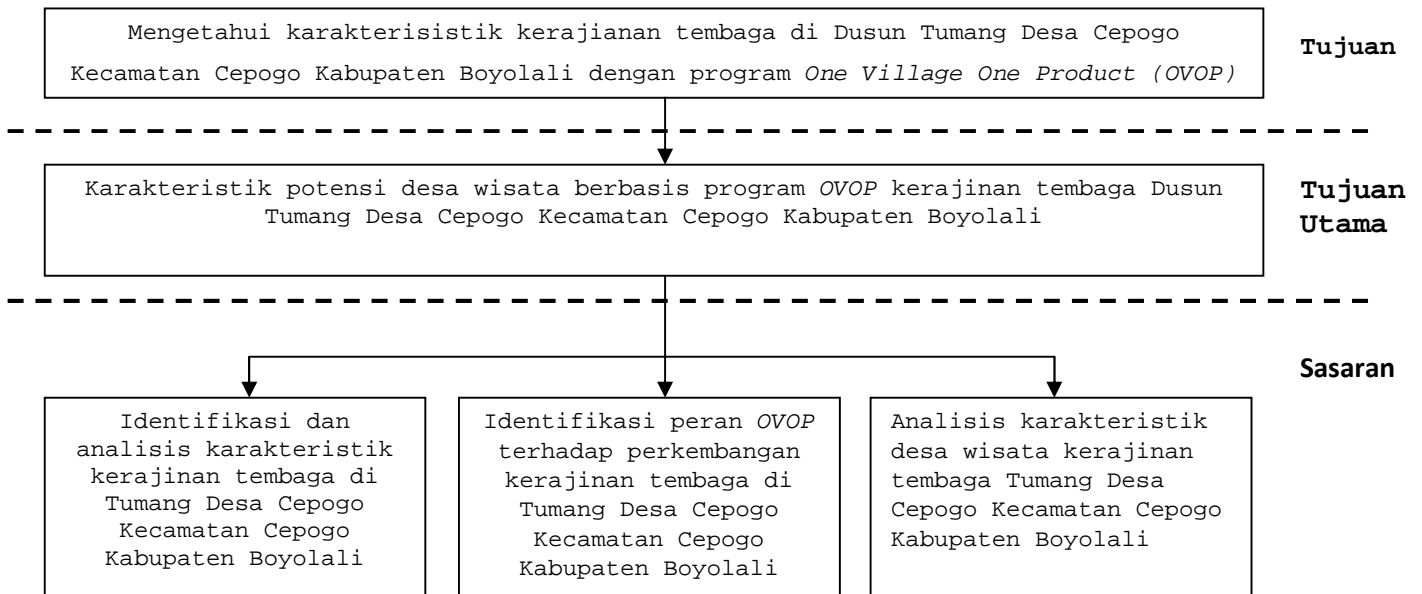 Mengetahui karakterisistik kerajianan tembaga di Dusun Tumang Desa Cepogo
Kecamatan Cepogo Kabupaten Boyolali dengan program One Village One Product (OVOP)
Tujuan
Karakteristik potensi desa wisata berbasis program OVOP kerajinan tembaga Dusun
Tumang Desa Cepogo Kecamatan Cepogo Kabupaten Boyolali
Tujuan
Utama
Sasaran
Identifikasi dan
analisis karakteristik
kerajinan tembaga di
Tumang Desa Cepogo
Kecamatan Cepogo
Kabupaten Boyolali
Identifikasi peran OVOP
terhadap perkembangan
kerajinan tembaga di
Tumang Desa Cepogo
Kecamatan Cepogo
Kabupaten Boyolali
Analisis karakteristik
desa wisata kerajinan
tembaga Tumang Desa
Cepogo Kecamatan Cepogo
Kabupaten Boyolali